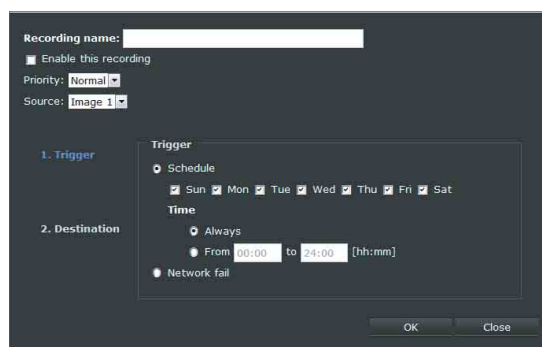 Recording name:
Enable this recording
Priority: Normal
Source: Image 1
1. Trigger
2. Destination
Trigger
Schedule
Sun Mon Tue Wed Thu Fri Sat
Time
Always
From 00:00 to 24:00 [hh:mm]
Network fail
OK Close